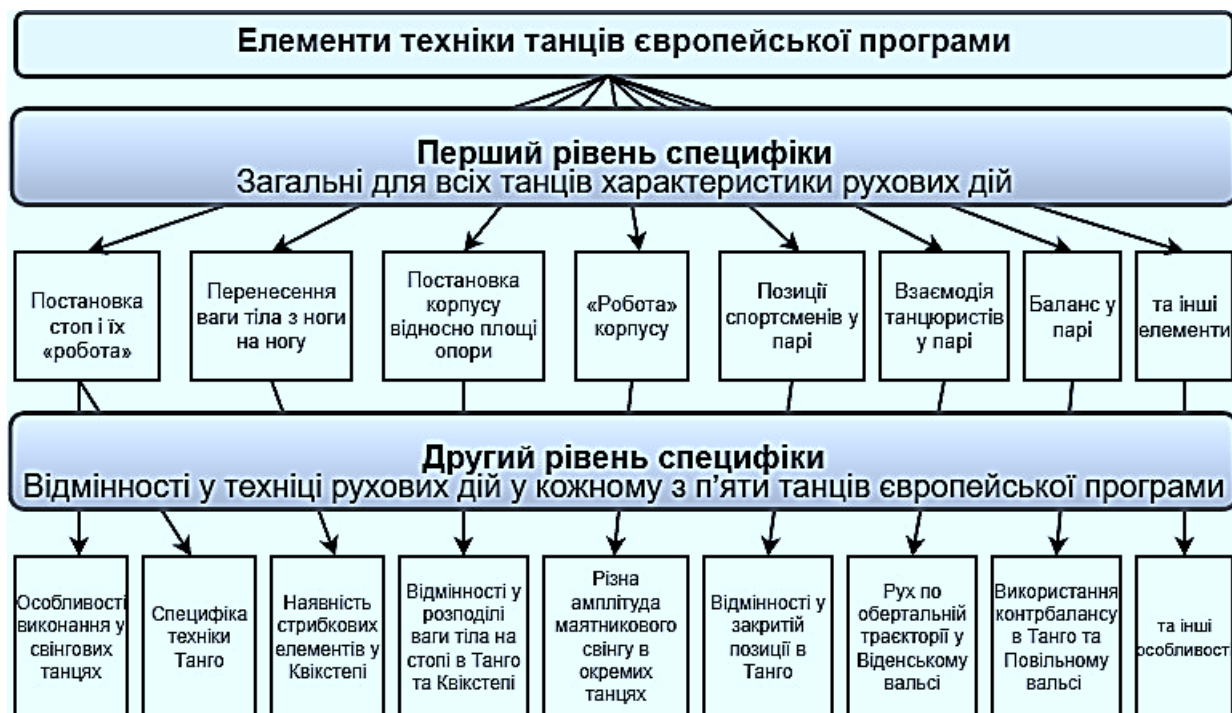 Елементи техніки танців європейської програми
Перший рівень специфіки
Загальні для всіх танців характеристики рухових дій
Постановка
стоп і їх
«робота»
Перенесення
ваги тіла з ноги
на ногу
Постановка
корпусу
відносно площі
опори
«Робота»
корпусу
Позиції
спортсменів у
парі
Взаємодія
танцюристів
у парі
Баланс у
парі
та інші
елементи
Другий рівень специфіки
Відмінності у техніці рухових дій у кожному з п’яти танців європейської програми
Особливості
виконання у
свінгових
танцях
Специфіка
техніки
Танго
Наявність
стрибкових
елементів у
Квікстепі
Відмінності у
розподілі
ваги тіла на
стопі в Танго
та Квікстепі
Різна
амплітуда
маятникового
свінгу в
окремих
танцях
Відмінності у
закритій
позиції в
Танго
Рух по
обертальній
траєкторії у
Віденському
вальсі
Використання
контрбалансу
в Танго та
Повільному
вальсі
та інші
особливост